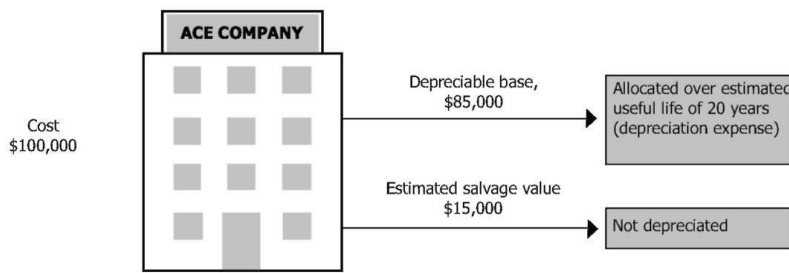 ACE COMPANY
Cost
$100,000
Depreciable base,
$85,000
Allocated over estimated
useful life of 20 years
(depreciation expense)
Estimated salvage value
$15,000
Not depreciated